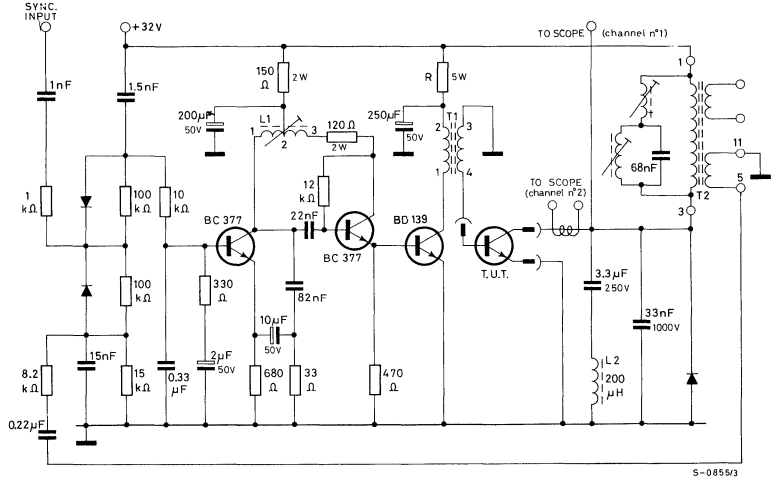 SYNC.
INPUT
+32V
TO SCOPE (channel n°1)
1
1nF
1.5nF
150
Ω
2W
R
5W
200µF
50V
L1
1
2
3
120Ω
2W
250µF
50V
T1
2
3
1
4
68nF
11
5
T2
3
1
kΩ
100
kΩ
10
kΩ
12
kΩ
TO SCOPE
(channel n°2)
BC 377
22nF
BC 377
BD 139
T.U.T.
100
kΩ
330
Ω
82nF
3.3µF
250V
33nF
1000V
10µF
50V
8.2
kΩ
15nF
15
kΩ
0.33
µF
2µF
50V
680
Ω
33
Ω
470
Ω
L2
200
µH
0.22µF
S-0855/3